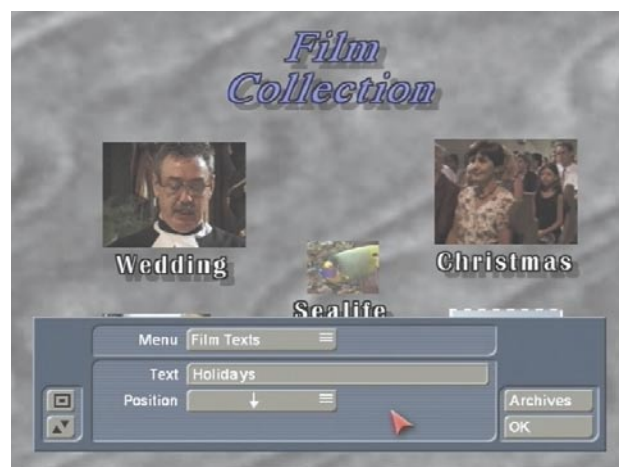 Film
Collection
Wedding
Christmas
Sealife
Menu Film Texts
Text Holidays
Position
Archives
OK